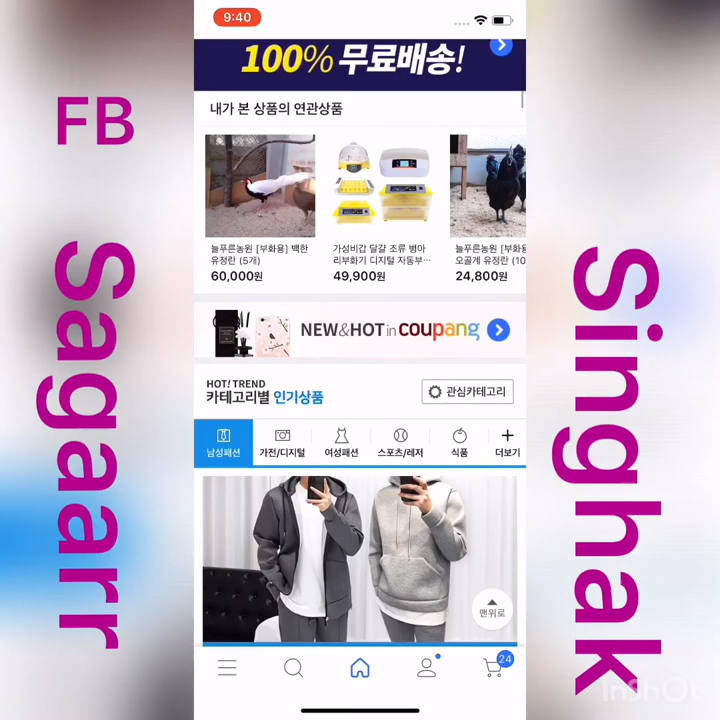 9:40
FB
Sagaarr
Singhak
100% 무료배송!
내가 본 상품의 연관상품
늘푸른농원 [부화용] 백한
유정란 (5개)
60,000원
가성비갑 달걀 조류 병아
리부화기 디지털 자동부…
49,900원
늘푸른농원 [부화용
오골계 유정란 (10
24,800원
NEW&HOT in coupang
HOT! TREND
카테고리별 인기상품
관심카테고리
남성패션
가전/디지털
여성패션
스포츠/레저
식품
더보기
맨위로
24
InShOt